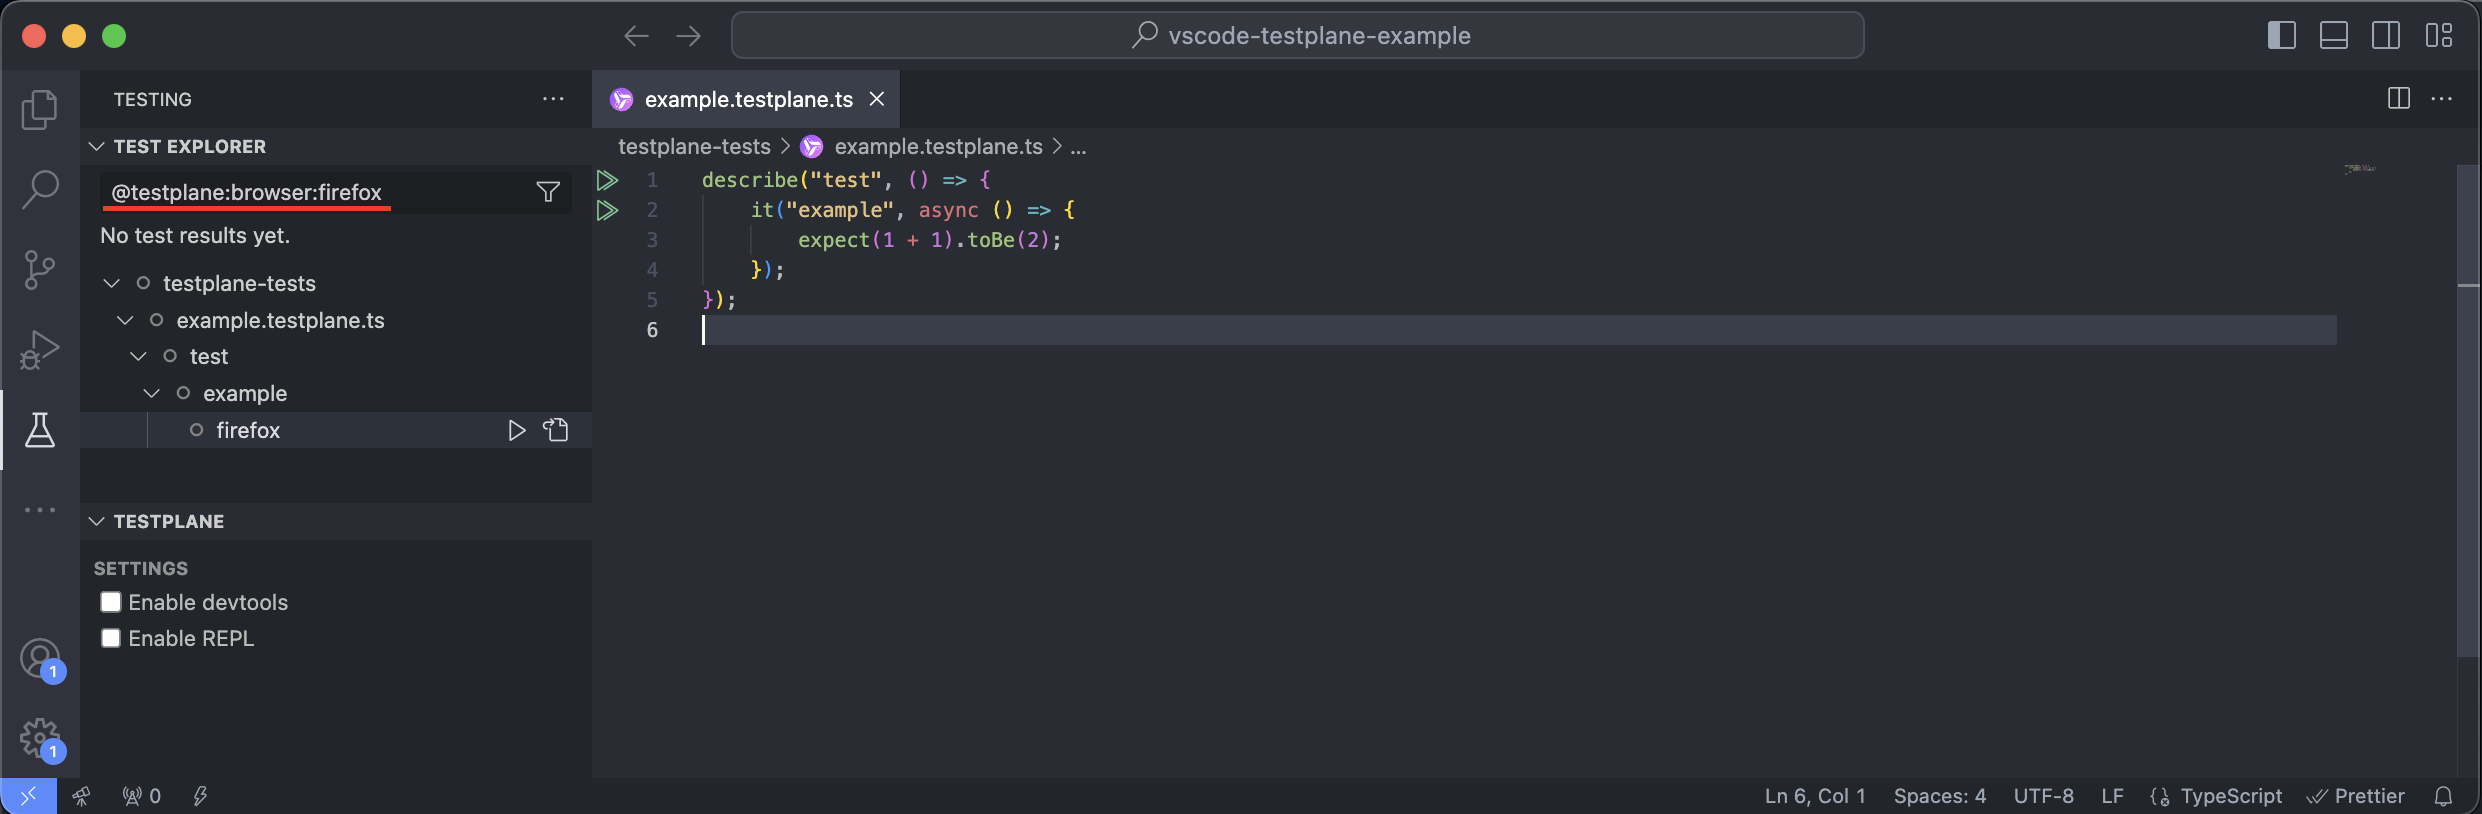 vscode-testplane-example
TESTING
TEST EXPLORER
@testplane:browser:firefox
No test results yet.
testplane-tests
example.testplane.ts
test
example
firefox
TESTPLANE
SETTINGS
Enable devtools
Enable REPL
1
1
example.testplane.ts
testplane-tests > example.testplane.ts > ...
1 describe("test", () => {
2 it("example", async () => {
3 expect(1 + 1).toBe(2);
4 });
5 });
6
0
Ln 6, Col 1 Spaces: 4 UTF-8 LF TypeScript Prettier